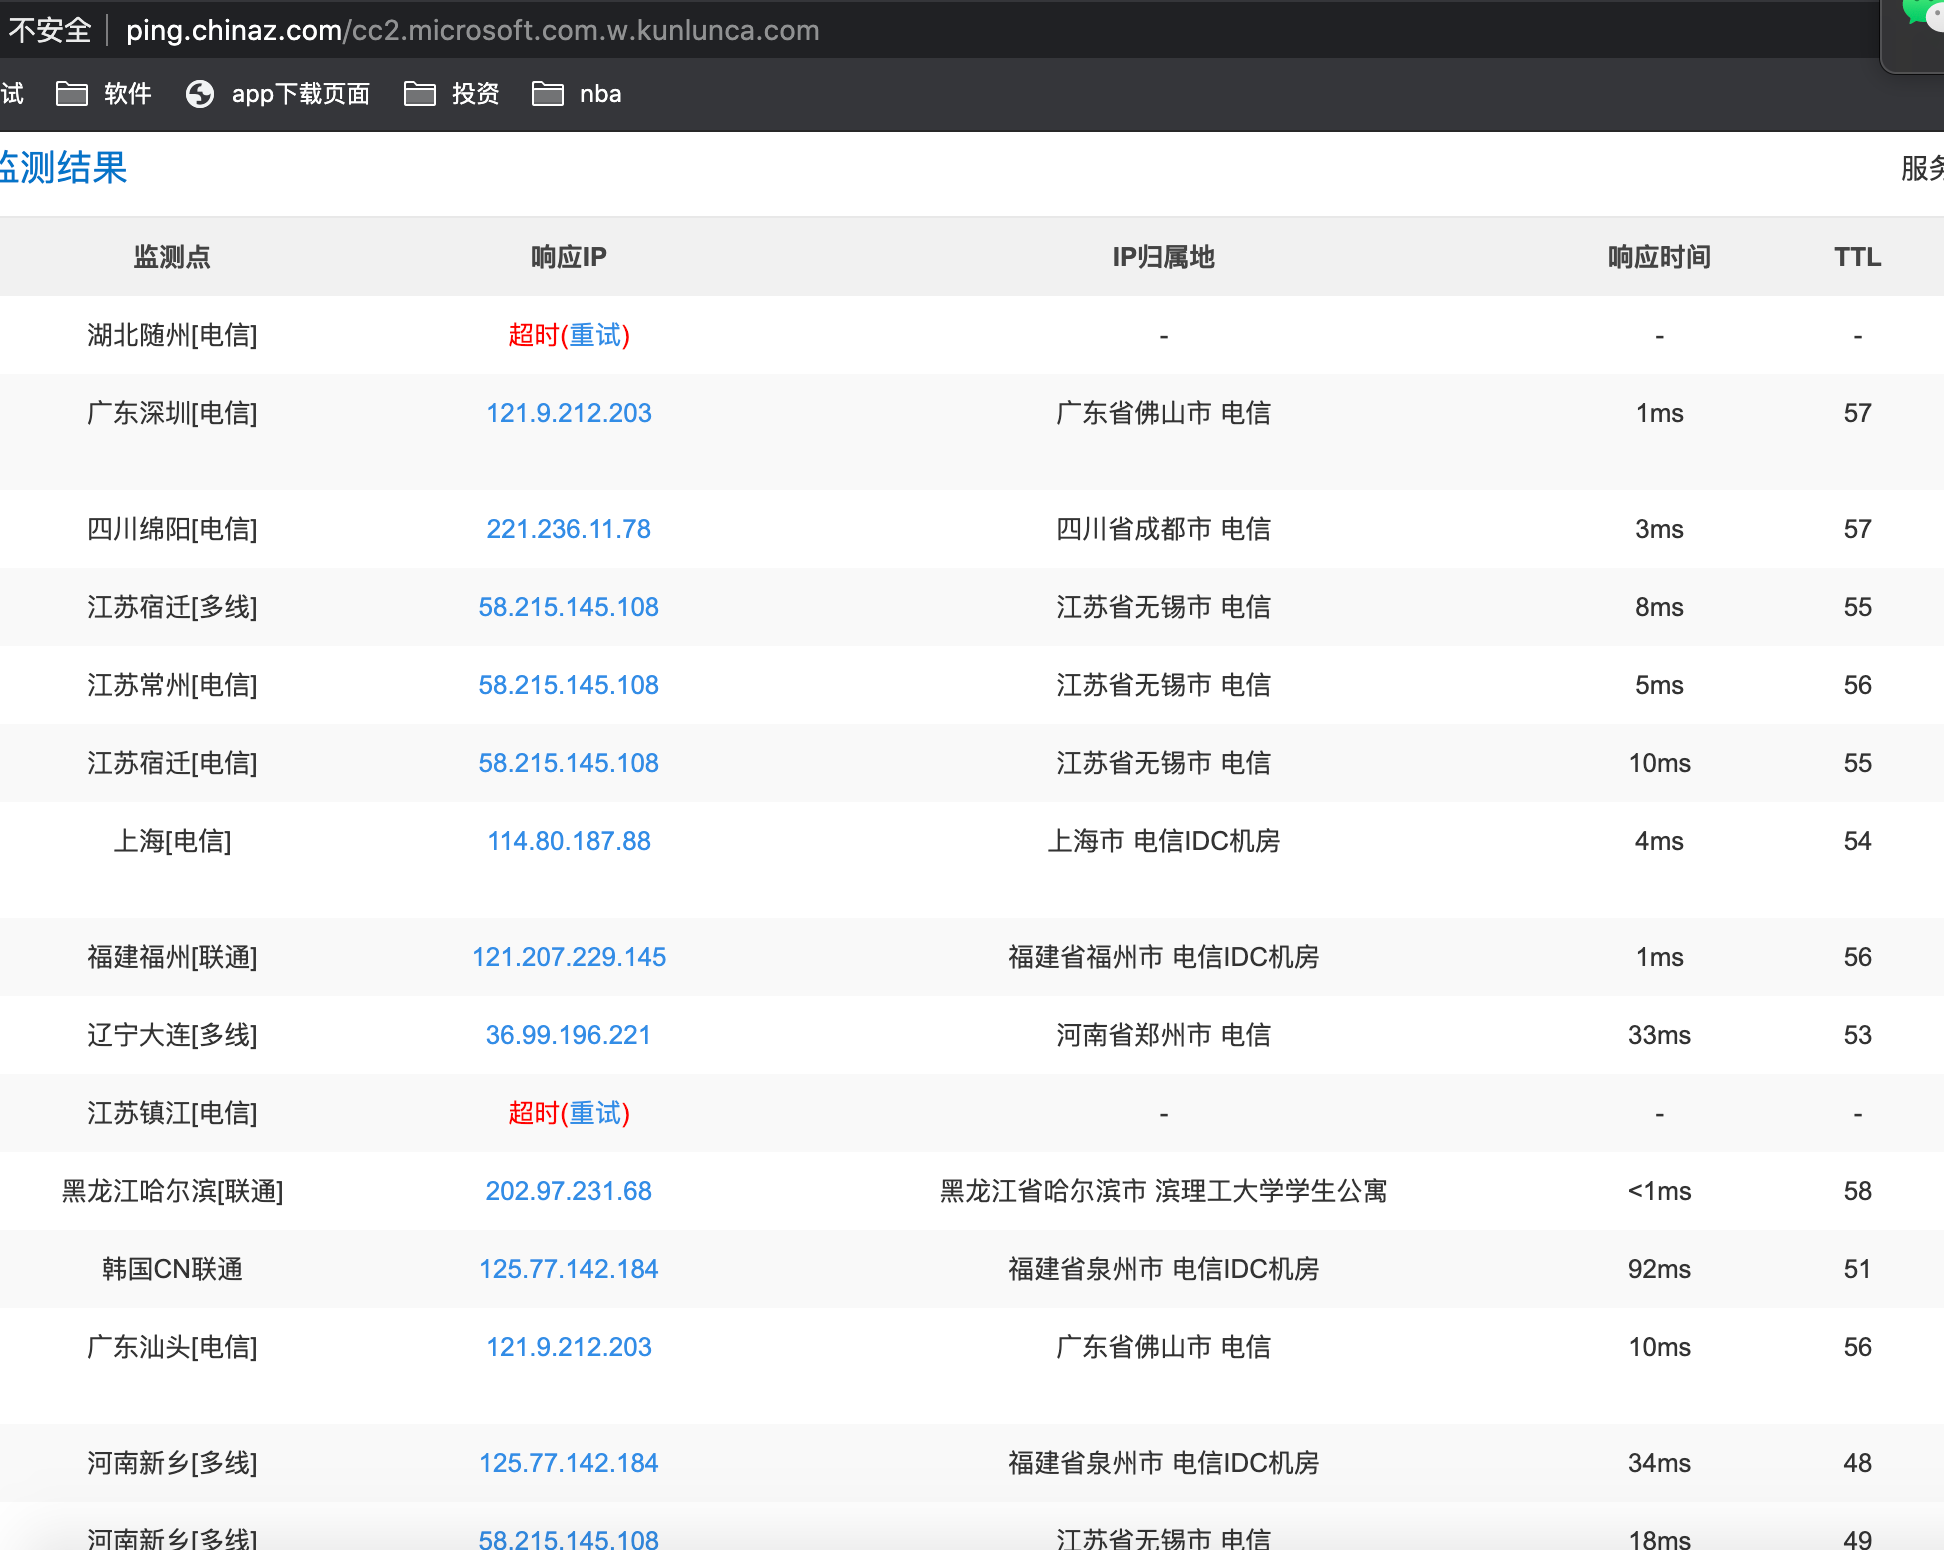 不安全 ping.chinaz.com/cc2.microsoft.com.w.kunlunca.com
试 软件 app下载页面 投资 nba
监测结果 服务
监测点 响应IP IP归属地 响应时间 TTL
湖北随州[电信] 超时(重试) - - -
广东深圳[电信] 121.9.212.203 广东省佛山市 电信 1ms 57
四川绵阳[电信] 221.236.11.78 四川省成都市 电信 3ms 57
江苏宿迁[多线] 58.215.145.108 江苏省无锡市 电信 8ms 55
江苏常州[电信] 58.215.145.108 江苏省无锡市 电信 5ms 56
江苏宿迁[电信] 58.215.145.108 江苏省无锡市 电信 10ms 55
上海[电信] 114.80.187.88 上海市 电信IDC机房 4ms 54
福建福州[联通] 121.207.229.145 福建省福州市 电信IDC机房 1ms 56
辽宁大连[多线] 36.99.196.221 河南省郑州市 电信 33ms 53
江苏镇江[电信] 超时(重试) - - -
黑龙江哈尔滨[联通] 202.97.231.68 黑龙江省哈尔滨市 滨理工大学学生公寓 <1ms 58
韩国CN联通 125.77.142.184 福建省泉州市 电信IDC机房 92ms 51
广东汕头[电信] 121.9.212.203 广东省佛山市 电信 10ms 56
河南新乡[多线] 125.77.142.184 福建省泉州市 电信IDC机房 34ms 48
河南新乡[多线] 58.215.145.108 江苏省无锡市 电信 18ms 49